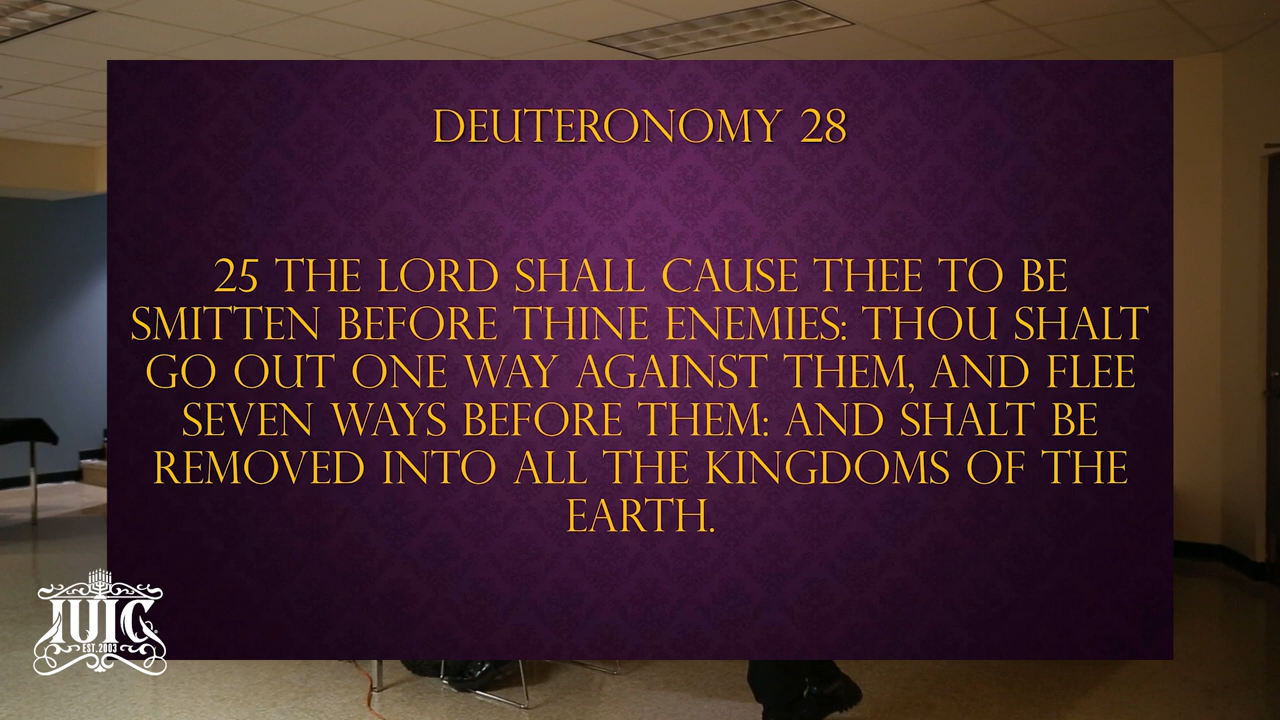 DEUTERONOMY 28
25 THE LORD SHALL CAUSE THEE TO BE
SMITTEN BEFORE THINE ENEMIES: THOU SHALT
GO OUT ONE WAY AGAINST THEM, AND FLEE
SEVEN WAYS BEFORE THEM: AND SHALT BE
REMOVED INTO ALL THE KINGDOMS OF THE
EARTH.
IUIC
EST. 2003